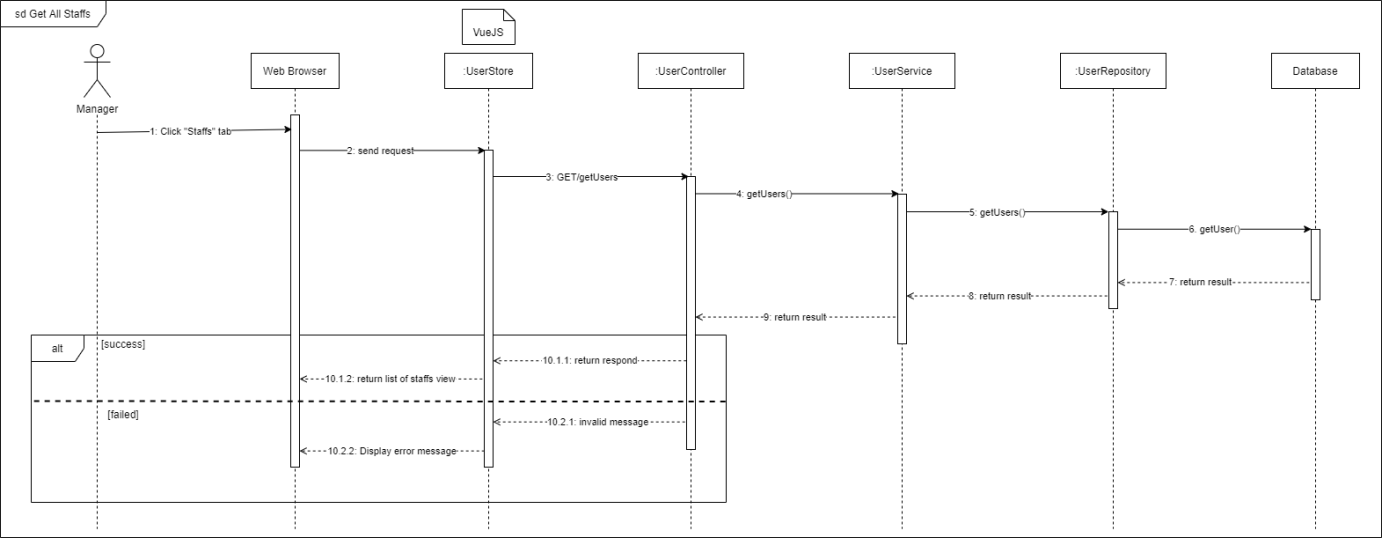 sd Get All Staffs
VueJS
Manager
Web Browser
:UserStore
:UserController
:UserService
:UserRepository
Database
1: Click "Staffs" tab
2: send request
3: GET/getUsers
4: getUsers()
5: getUsers()
6. getUser()
7: return result
8: return result
9: return result
alt
[success]
10.1.1: return respond
10.1.2: return list of staffs view
[failed]
10.2.1: invalid message
10.2.2: Display error message